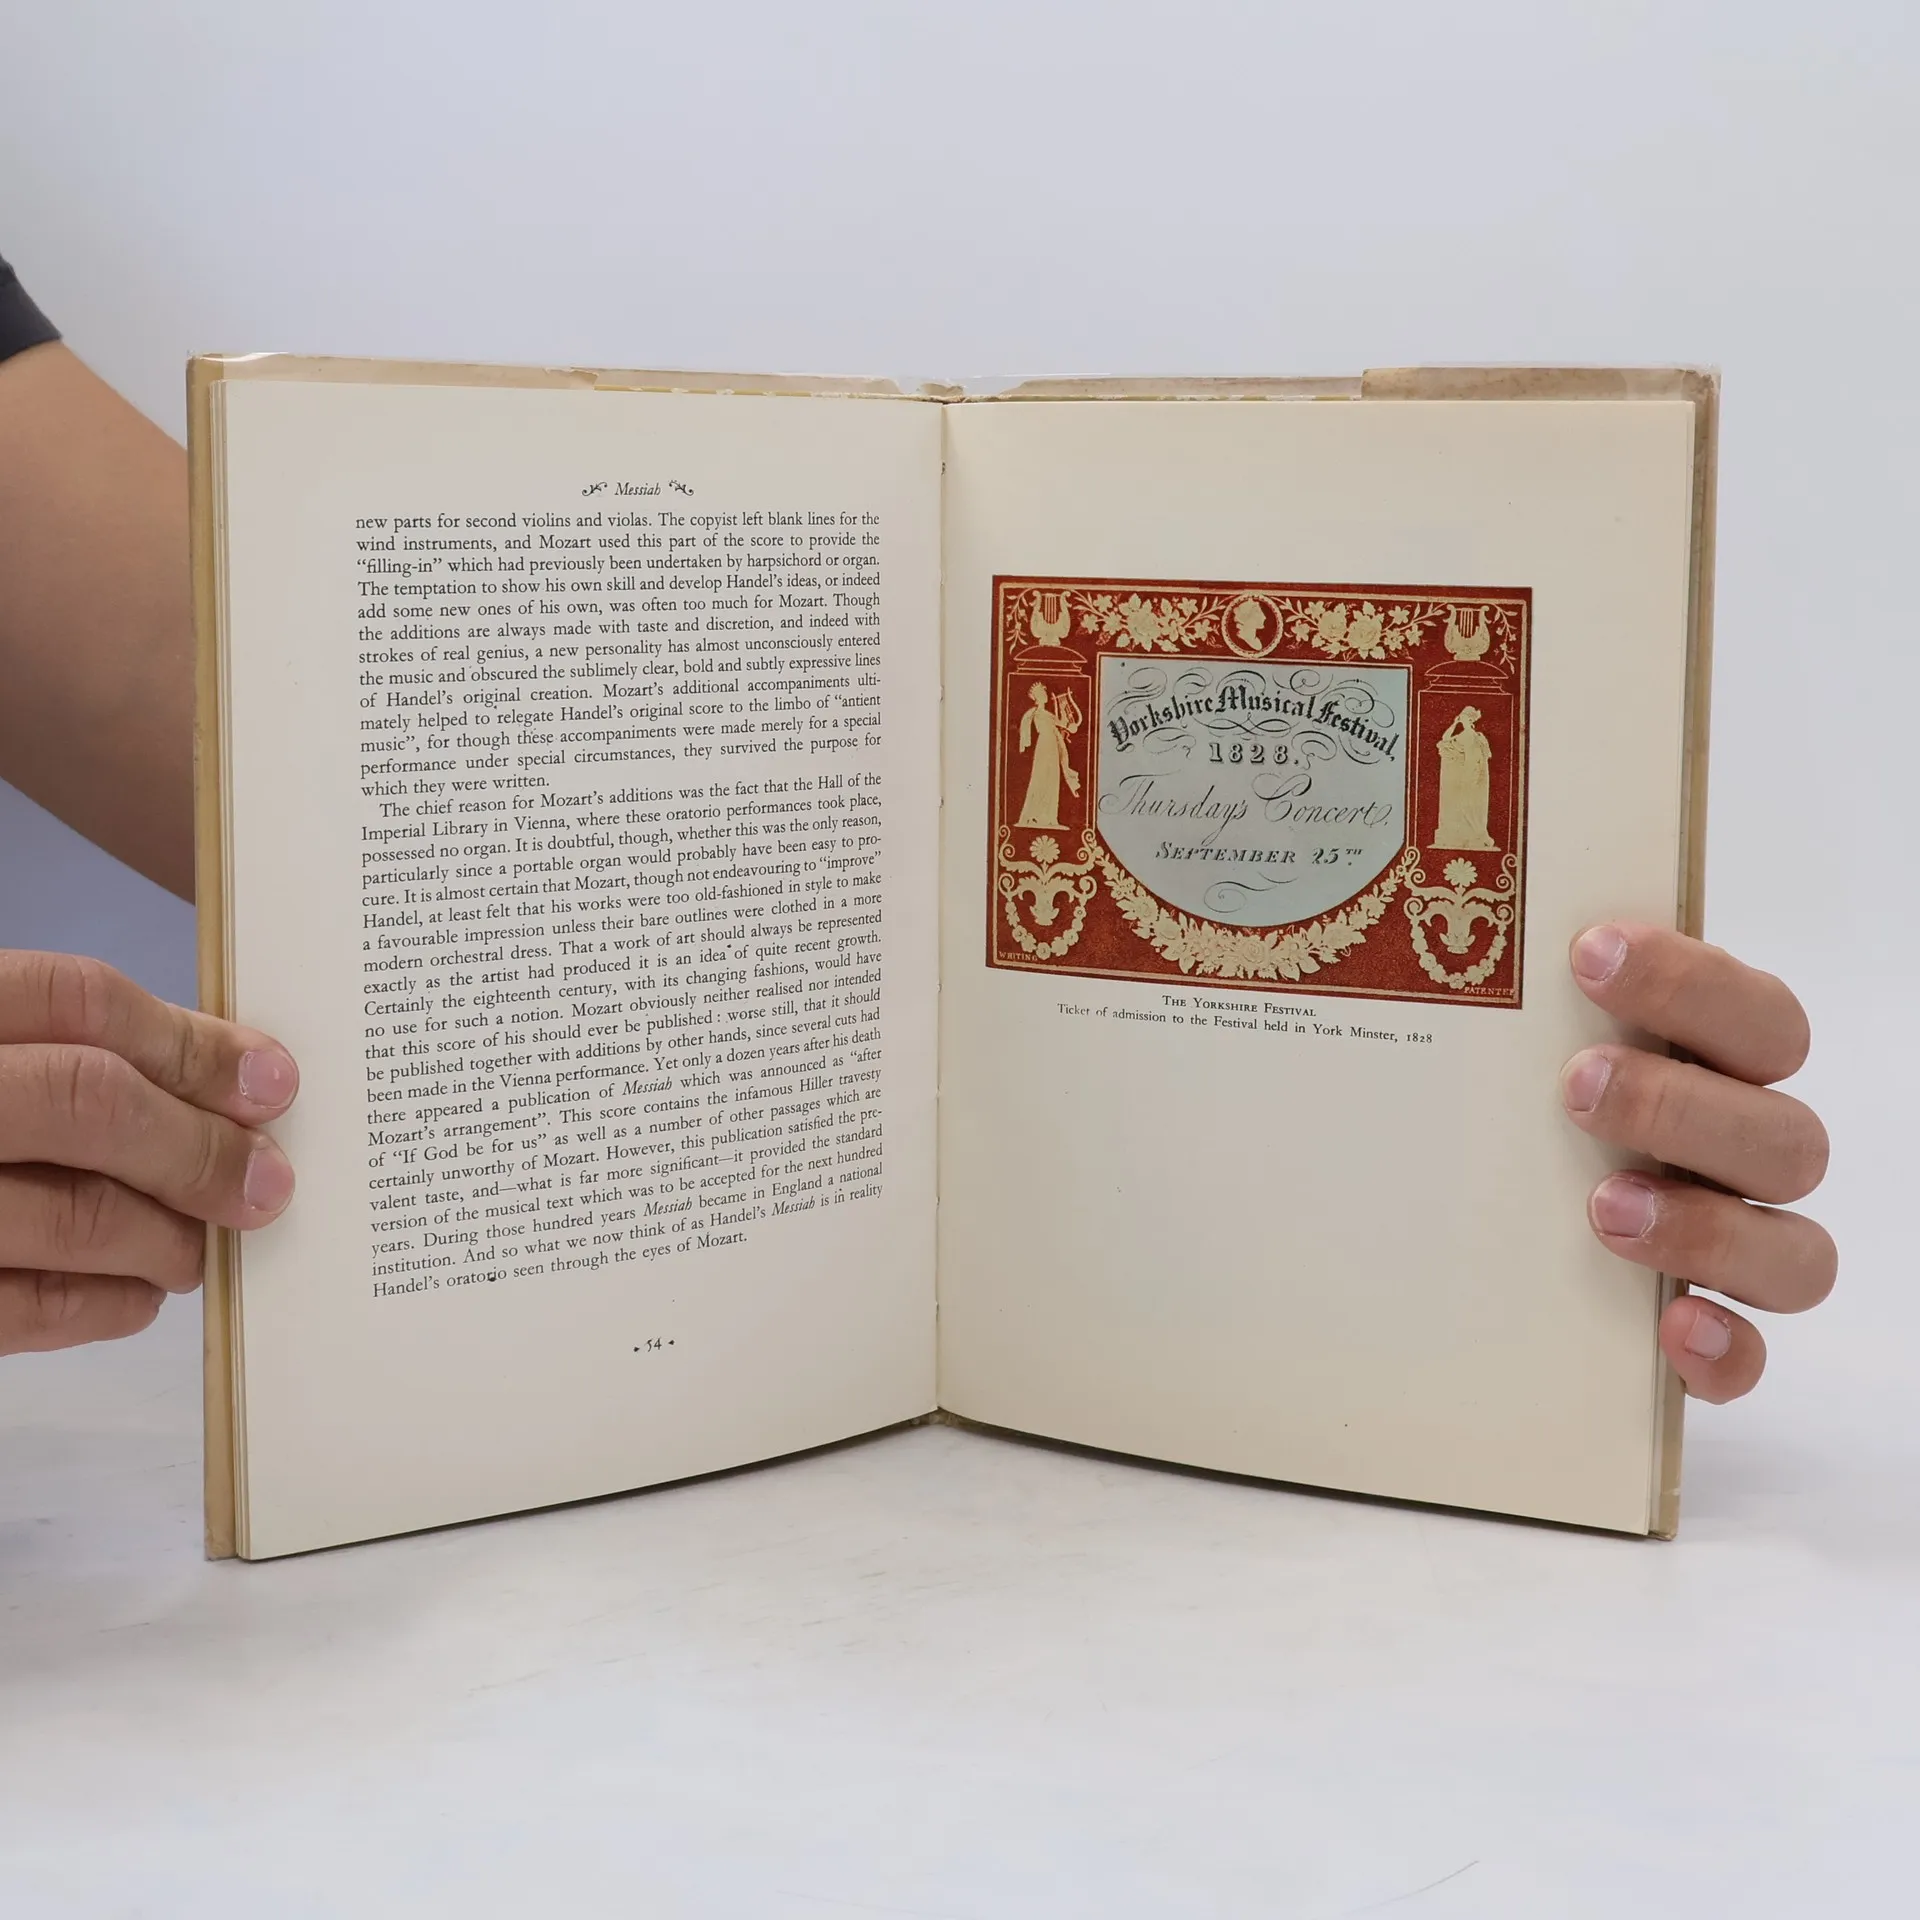 Messiah
new parts for second violins and violas. The copyist left blank lines for the
wind instruments, and Mozart used this part of the score to provide the
“filling-in” which had previously been undertaken by harpsichord or organ.
The temptation to show his own skill and develop Handel’s ideas, or indeed
add some new ones of his own, was often too much for Mozart. Though
the additions are always made with taste and discretion, and indeed with
strokes of real genius, a new personality has almost unconsciously entered
the music and obscured the sublimely clear, bold and subtly expressive lines
of Handel’s original creation. Mozart’s additional accompaniments ulti-
mately helped to relegate Handel’s original score to the limbo of “antient
music”, for though these accompaniments were made merely for a special
performance under special circumstances, they survived the purpose for
which they were written.
The chief reason for Mozart’s additions was the fact that the Hall of the
Imperial Library in Vienna, where these oratorio performances took place,
possessed no organ. It is doubtful, though, whether this was the only reason,
particularly since a portable organ would probably have been easy to pro-
cure. It is almost certain that Mozart, though not endeavouring to “improve”
Handel, at least felt that his works were too old-fashioned in style to make
a favourable impression unless their bare outlines were clothed in a more
modern orchestral dress. That a work of art should always be represented
exactly as the artist had produced it is an idea of quite recent growth.
Certainly the eighteenth century, with its changing fashions, would have
no use for such a notion. Mozart obviously neither realised nor intended
that this score of his should ever be published: worse still, that it should
be published together with additions by other hands, since several cuts had
been made in the Vienna performance. Yet only a dozen years after his death
there appeared a publication of Messiah which was announced as “after
Mozart’s arrangement”. This score contains the infamous Hiller travesty
of “If God be for us” as well as a number of other passages which are
certainly unworthy of Mozart. However, this publication satisfied the pre-
valent taste, and—what is far more significant—it provided the standard
version of the musical text which was to be accepted for the next hundred
years. During those hundred years Messiah became in England a national
institution. And so what we now think of as Handel’s Messiah is in reality
Handel’s oratorio seen through the eyes of Mozart.
54
Yorkshire Musical Festival,
1828.
Thursdays Concert,
SEPTEMBER 25TH
WHITING
PATENTEE
THE YORKSHIRE FESTIVAL
Ticket of admission to the Festival held in York Minster, 1828